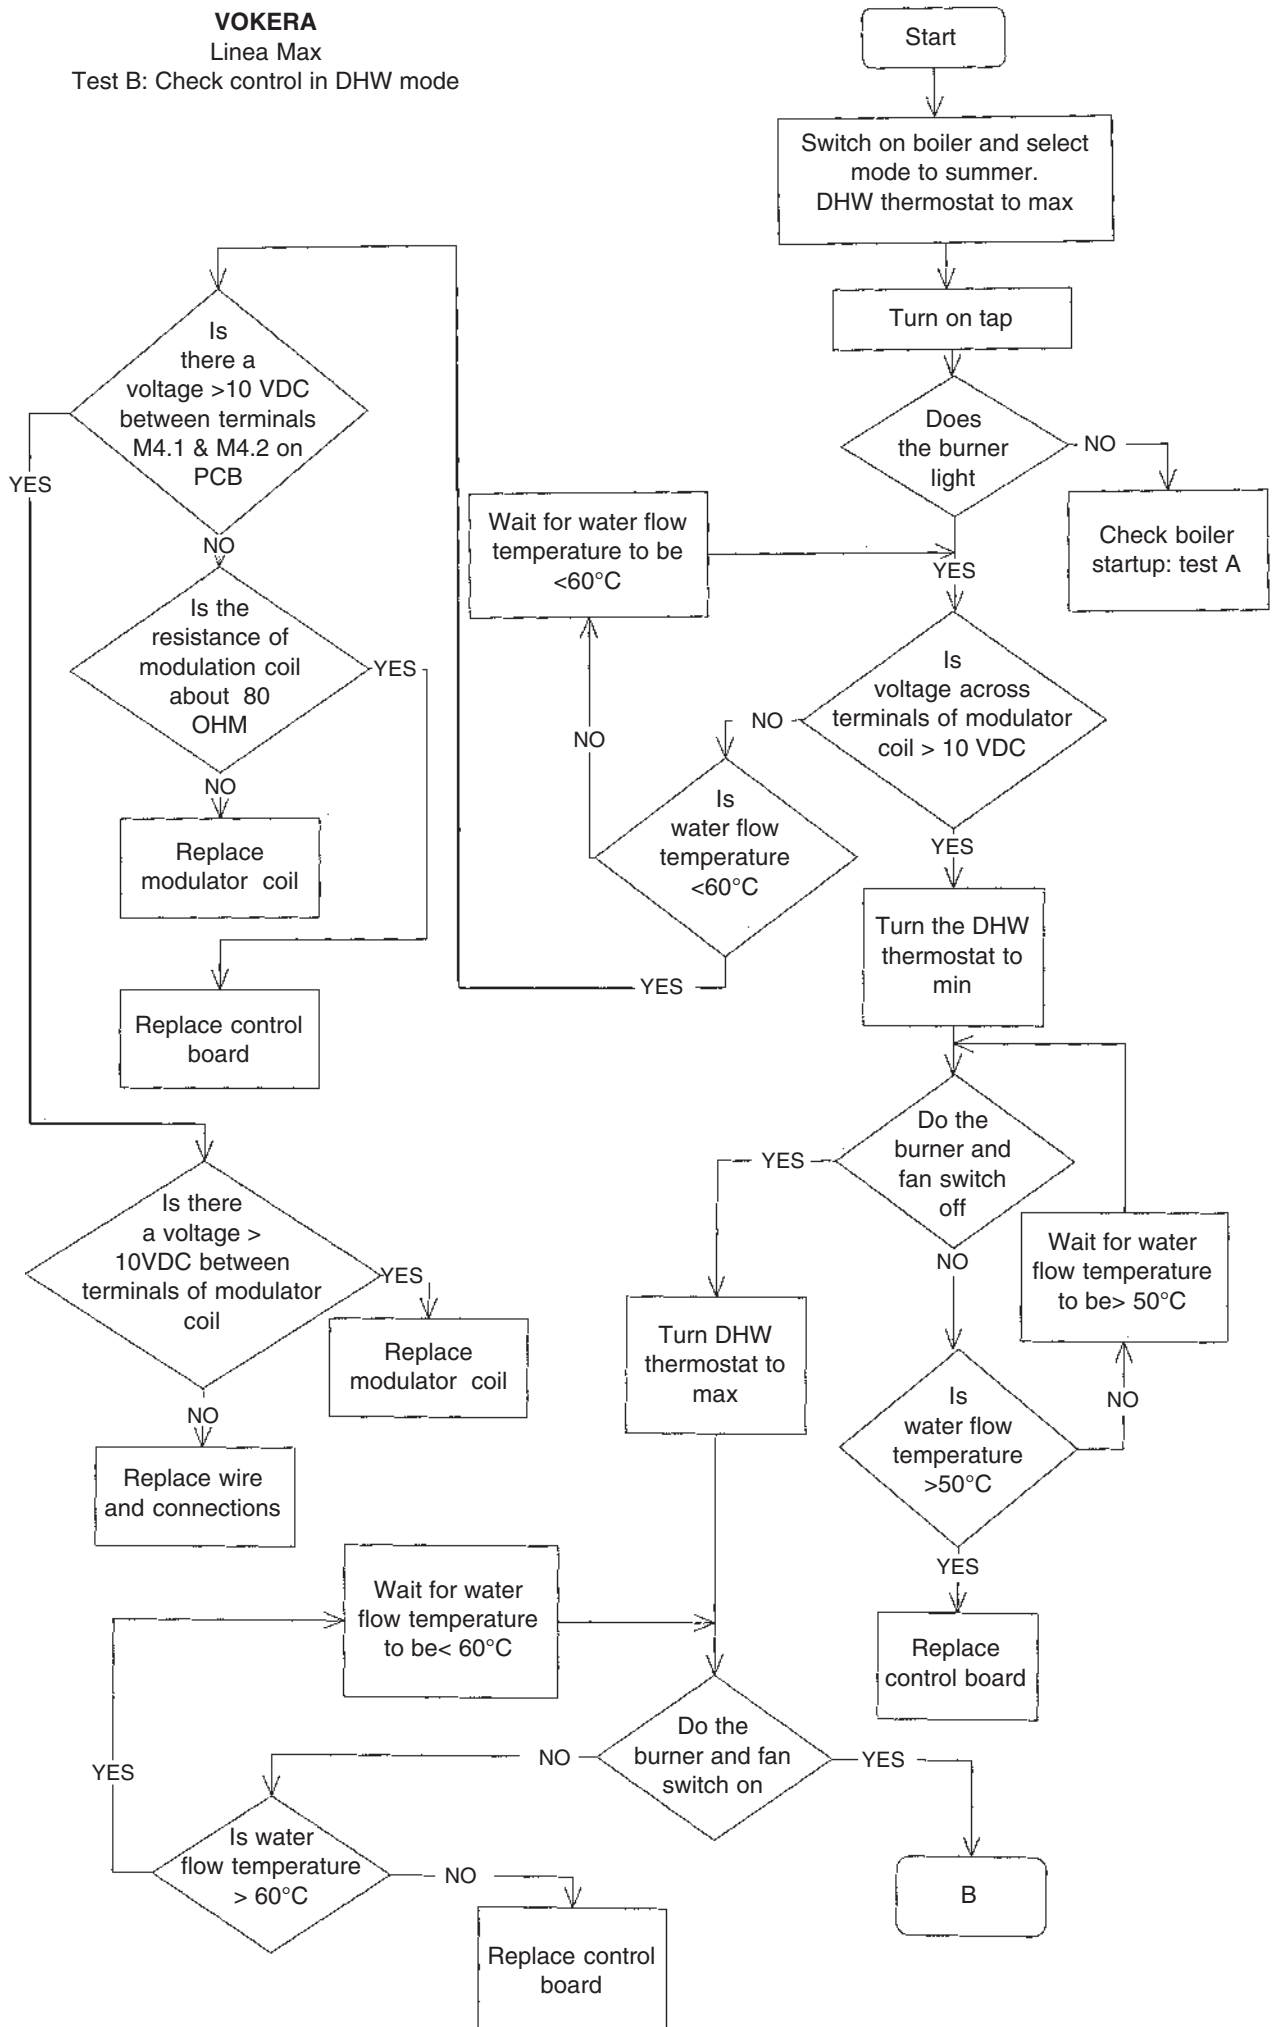 VOKERA
Linea Max
Test B: Check control in DHW mode
Start
Switch on boiler and select
mode to summer.
DHW thermostat to max
Turn on tap
Does
the burner
light
NO
Check boiler
startup: test A
YES
Wait for water flow
temperature to be
<60°C
Is
voltage across
terminals of modulator
coil > 10 VDC
NO
NO
Is
water flow
temperature
<60°C
YES
YES
Is
there a
voltage >10 VDC
between terminals
M4.1 & M4.2 on
PCB
YES
NO
Is the
resistance of
modulation coil
about 80
OHM
YES
NO
Replace
modulator coil
Replace control
board
Turn the DHW
thermostat to
min
Do the
burner and
fan switch
off
YES
NO
Wait for water
flow temperature
to be> 50°C
Is there
a voltage >
10VDC between
terminals of modulator
coil
YES
Replace
modulator coil
NO
Replace wire
and connections
Turn DHW
thermostat to
max
Is
water flow
temperature
>50°C
NO
YES
Replace
control board
Wait for water
flow temperature
to be< 60°C
Do the
burner and fan
switch on
NO
YES
YES
Is water
flow temperature
> 60°C
NO
Replace control
board
B